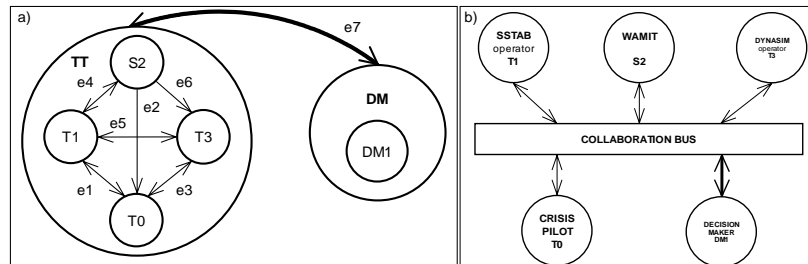 a)
e7
TT
S2
e4
e6
e2
DM
T1
e5
T3
DM1
e1
e3
T0
b)
SSTAB
operator
T1
WAMIT
S2
DYNASIM
operator
T3
COLLABORATION BUS
CRISIS
PILOT
T0
DECISION
MAKER
DM1